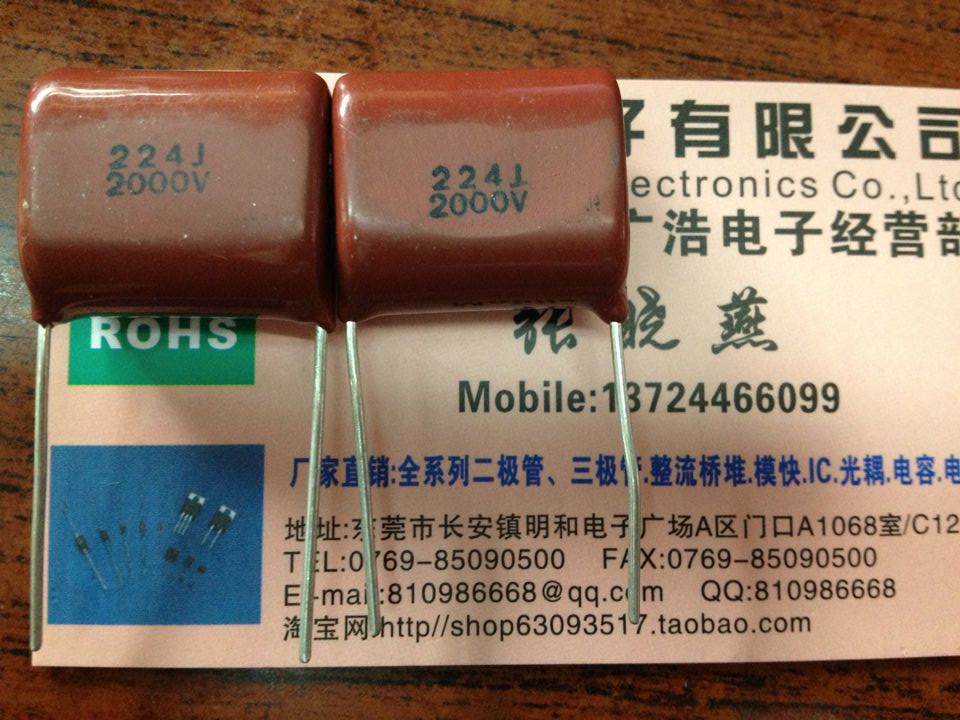 224J
2000V
224J
2000V
子有限公司
lectronics Co.,Ltd
广浩电子经营部
张晓燕
ROHS
Mobile:13724466099
厂家直销:全系列二极管、三极管.整流桥堆.模快.IC.光耦.电容.电
地址:东莞市长安镇明和电子广场A区门口A1068室/C12
TEL:0769-85090500 FAX:0769-85090500
E-mail:810986668@qq.com QQ:810986668
淘宝网:http//shop63093517.taobao.com